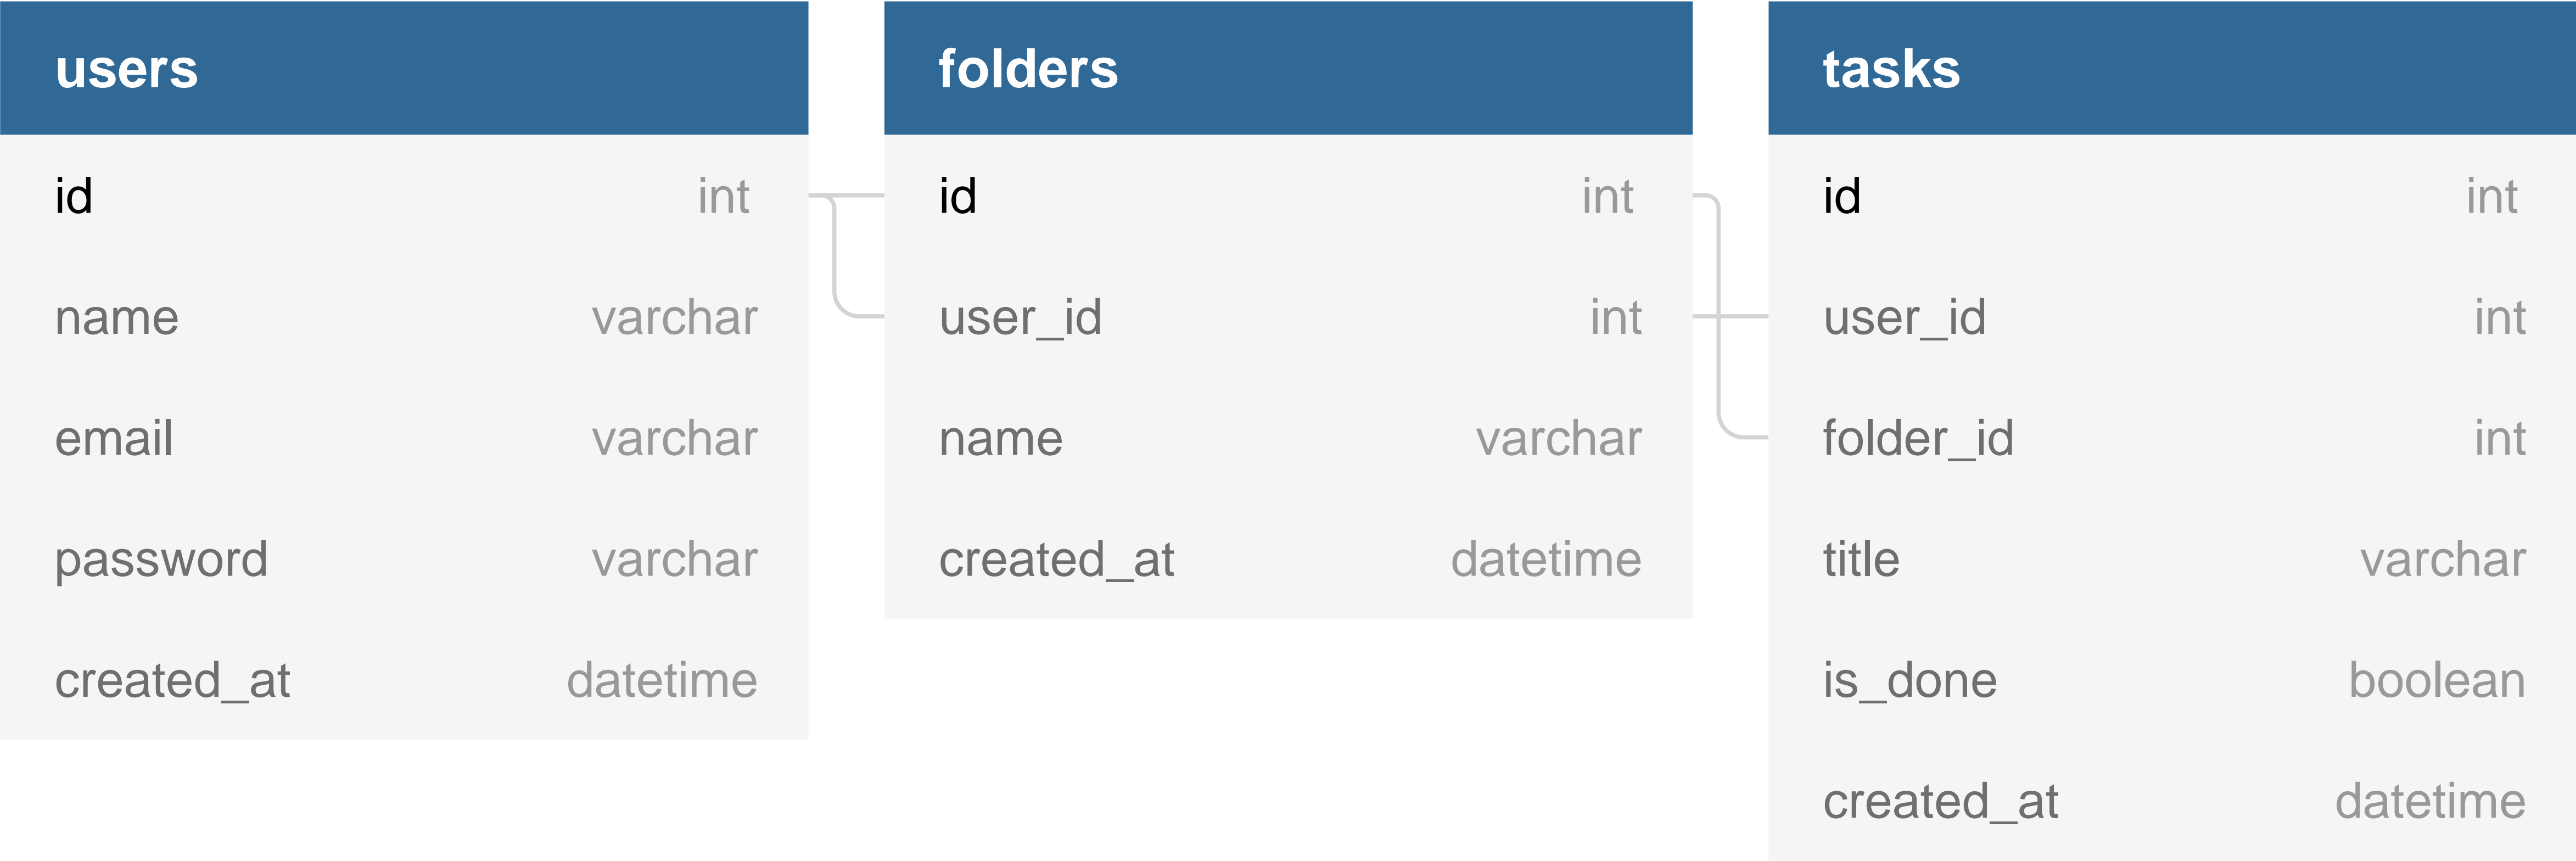 users
id int
name varchar
email varchar
password varchar
created_at datetime
folders
id int
user_id int
name varchar
created_at datetime
tasks
id int
user_id int
folder_id int
title varchar
is_done boolean
created_at datetime